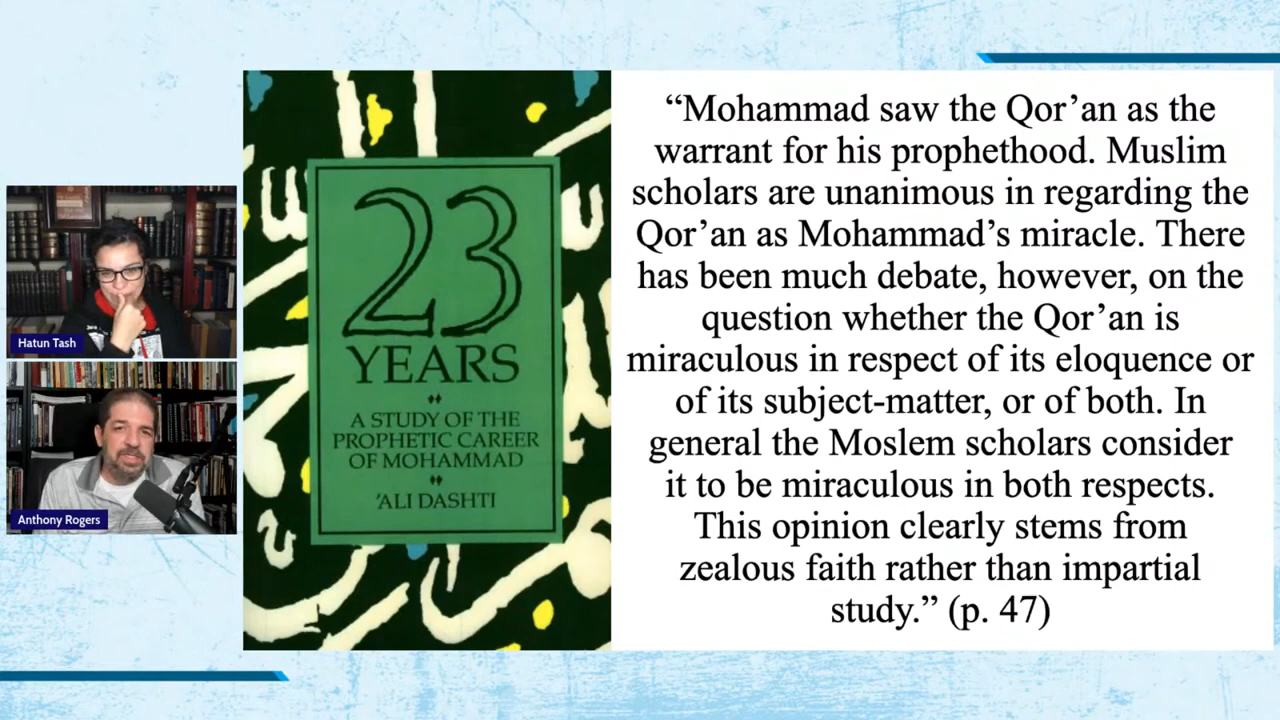 Hatun Tash
Anthony Rogers
23
YEARS
A STUDY OF THE
PROPHETIC CAREER
OF MOHAMMAD
'ALI DASHTI
“Mohammad saw the Qor’an as the
warrant for his prophethood. Muslim
scholars are unanimous in regarding the
Qor’an as Mohammad’s miracle. There
has been much debate, however, on the
question whether the Qor’an is
miraculous in respect of its eloquence or
of its subject-matter, or of both. In
general the Moslem scholars consider
it to be miraculous in both respects.
This opinion clearly stems from
zealous faith rather than impartial
study.” (p. 47)